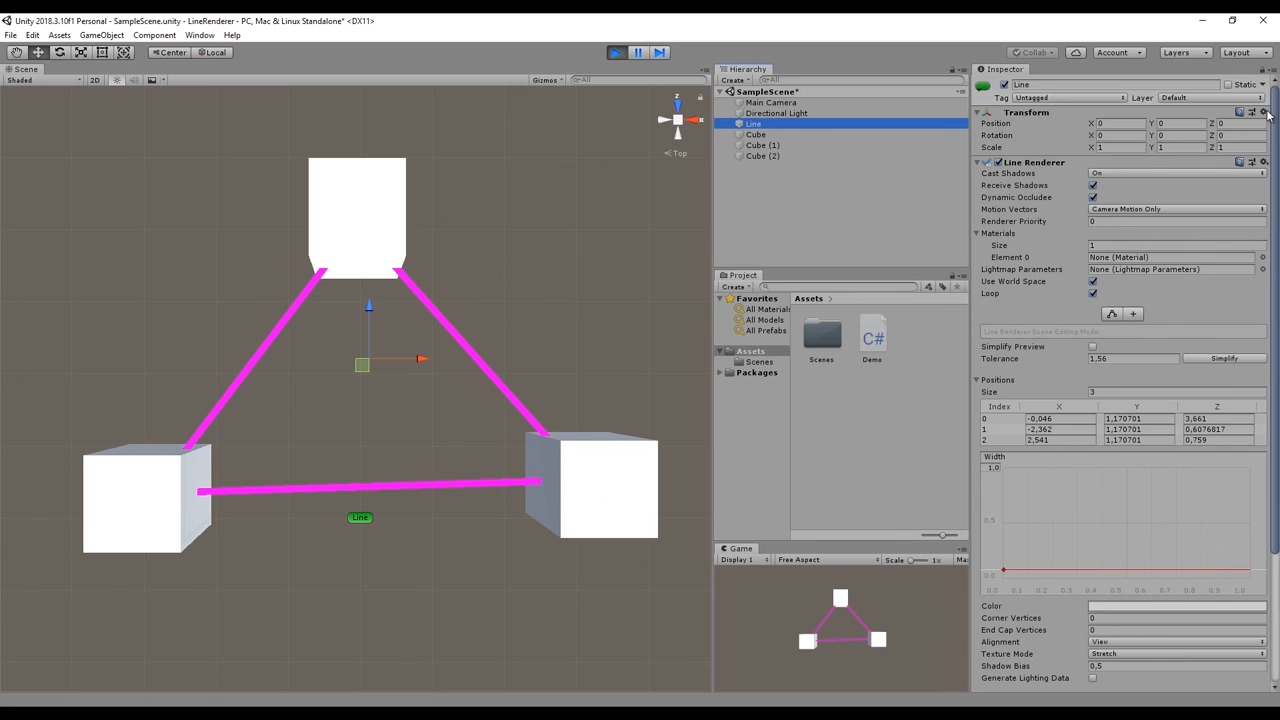 Unity 2018.3.10f1 Personal - SampleScene.unity - LineRenderer - PC, Mac & Linux Standalone* <DX11>
File Edit Assets GameObject Component Window Help
Center Local Collab Account Layers Layout
Scene
Shaded 2D Gizmos All
z
x
Top
Line
Hierarchy
Create All
SampleScene*
Main Camera
Directional Light
Line
Cube
Cube (1)
Cube (2)
Project
Create
Favorites
All Materials
All Models
All Prefabs
Assets
Scenes
Packages
Assets
Scenes
C#
Demo
Game
Display 1 Free Aspect Scale 1x
Inspector
Line Static
Tag Untagged Layer Default
Transform
Position X 0 Y 0 Z 0
Rotation X 0 Y 0 Z 0
Scale X 1 Y 1 Z 1
Line Renderer
Cast Shadows On
Receive Shadows
Dynamic Occludee
Motion Vectors Camera Motion Only
Renderer Priority 0
Materials
Size 1
Element 0 None (Material)
Lightmap Parameters None (Lightmap Parameters)
Use World Space
Loop
Line Renderer Scene Editing Mode:
Simplify Preview
Tolerance 1,56 Simplify
Positions
Size 3
Index X Y Z
0 -0,046 1,170701 3,661
1 -2,362 1,170701 0,6076817
2 2,541 1,170701 0,759
Width
1.0
0.5
0.0
0.0 0.1 0.2 0.3 0.4 0.5 0.6 0.7 0.8 0.9 1.0
Color
Corner Vertices 0
End Cap Vertices 0
Alignment View
Texture Mode Stretch
Shadow Bias 0,5
Generate Lighting Data